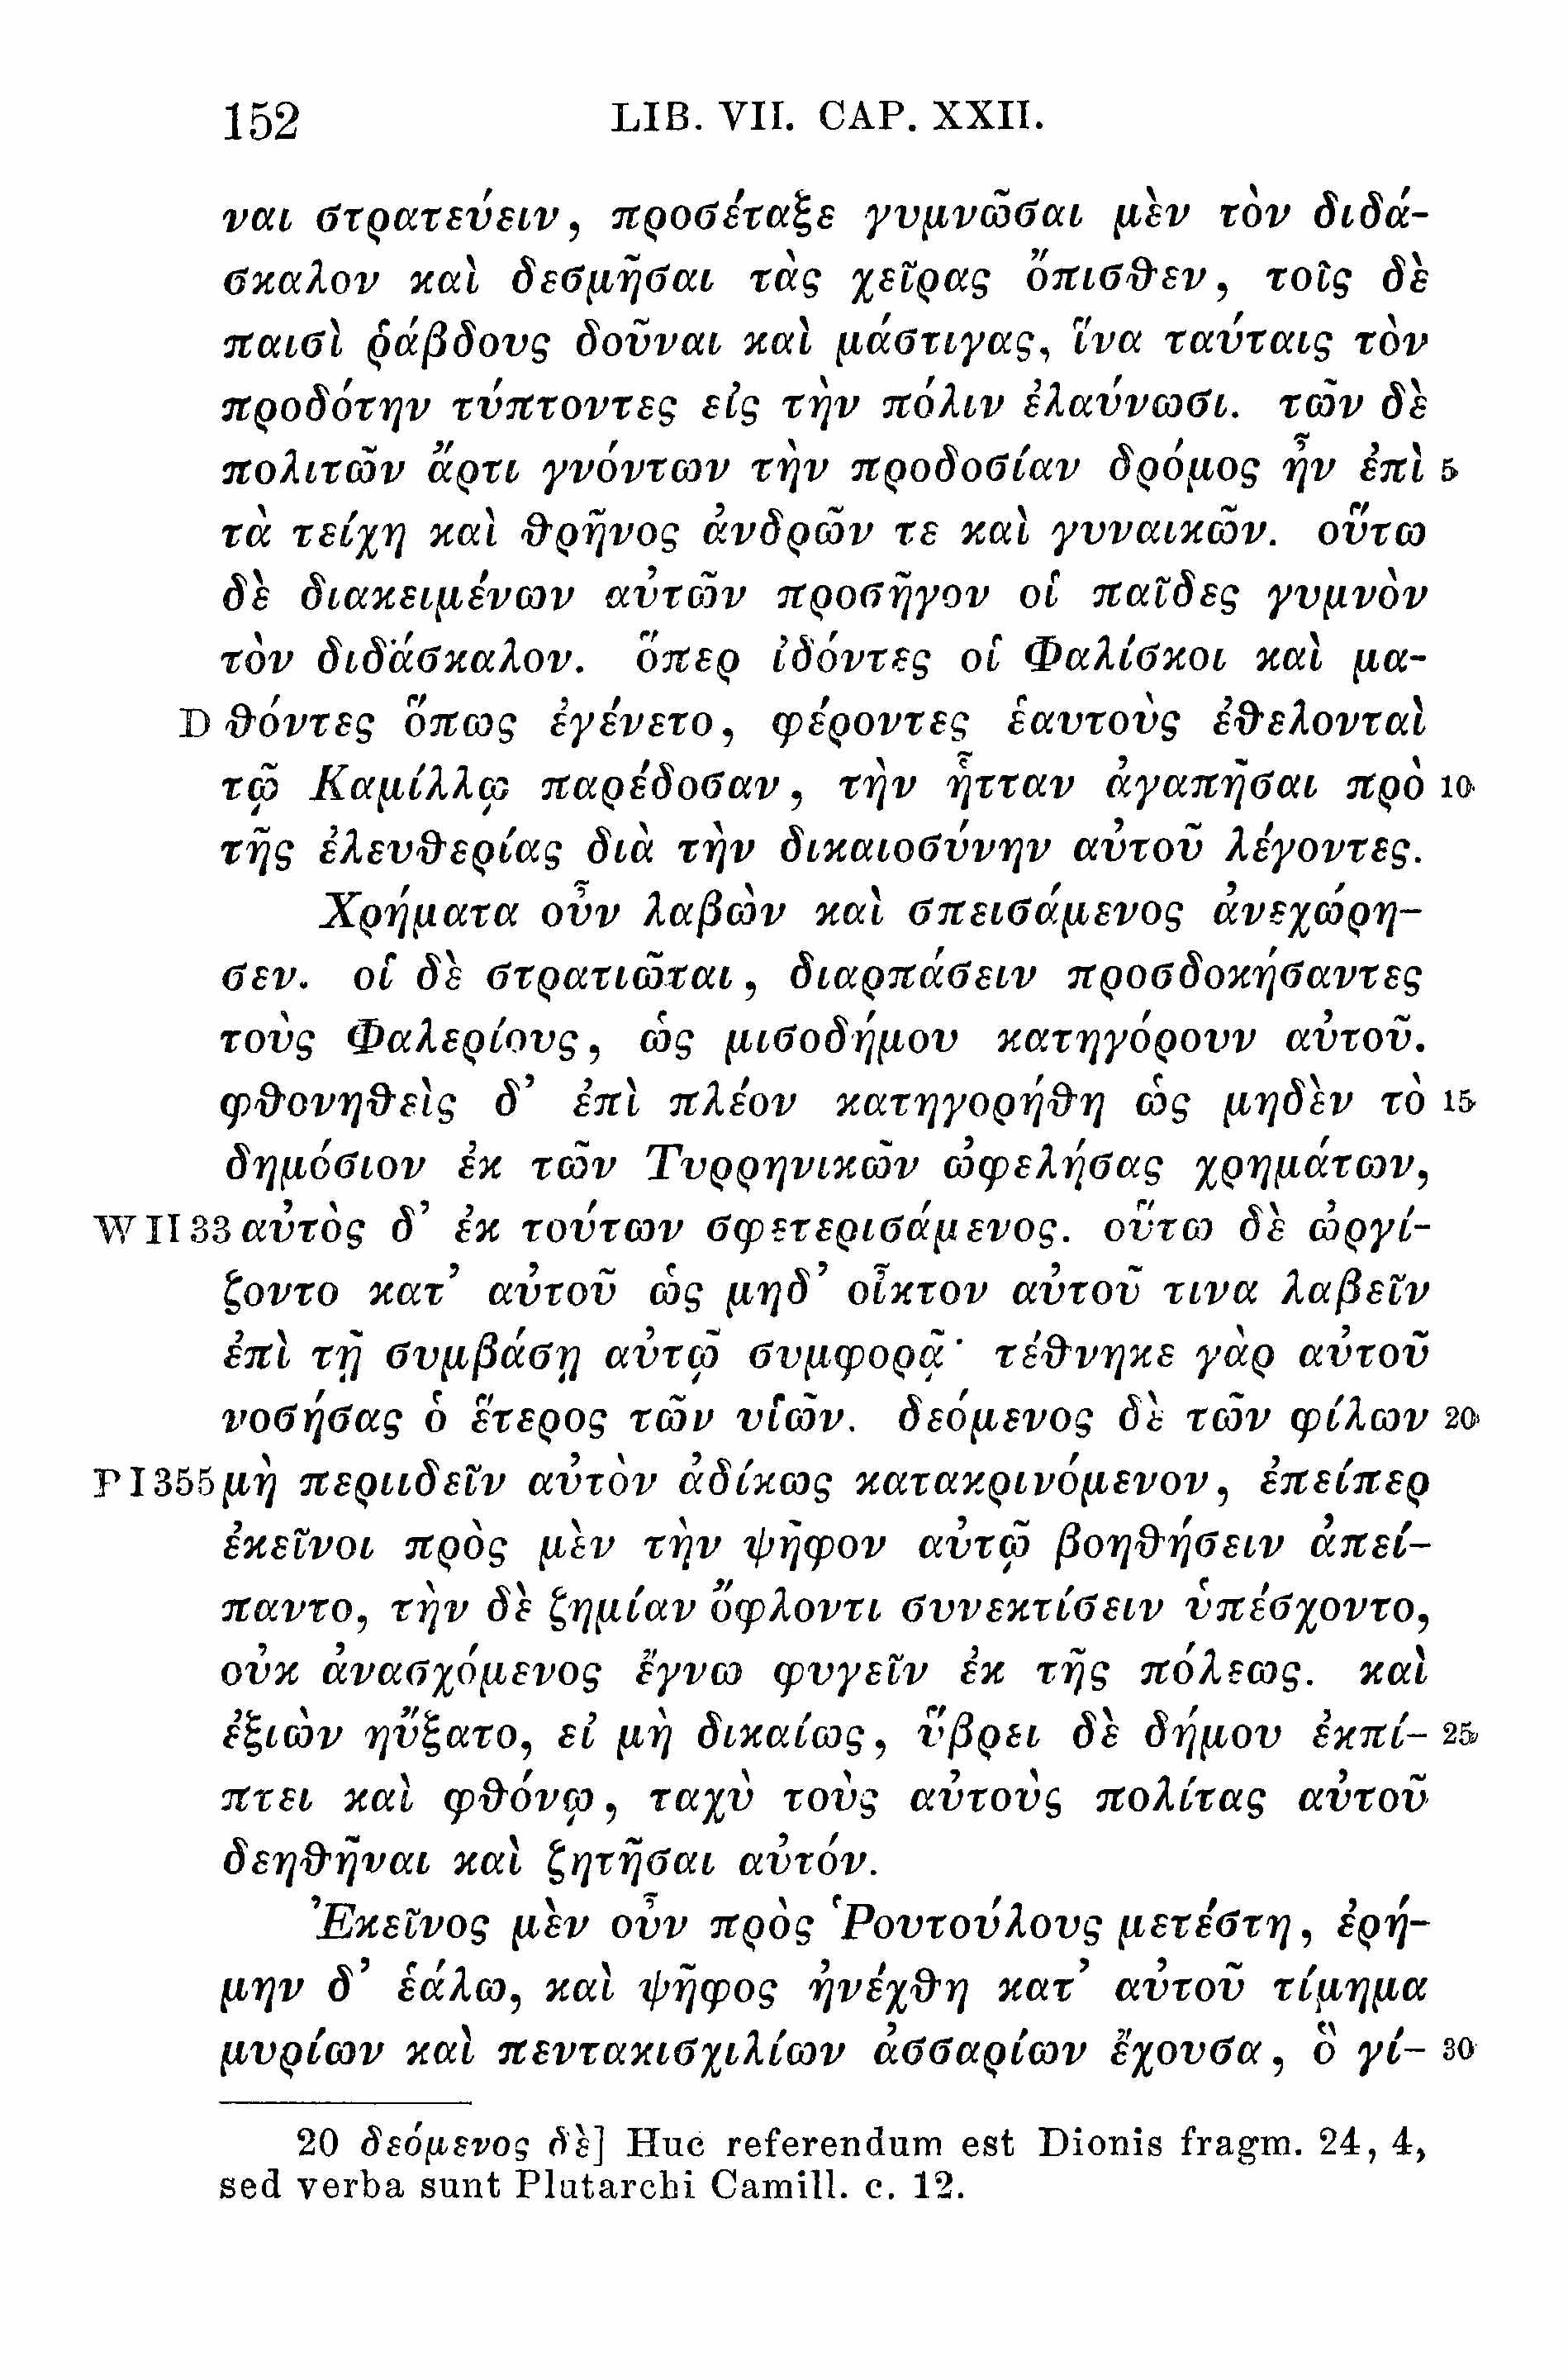 152 LIB. VII. CAP. XXII.
ναι στρατεύειν, προσέταξε γυμνῶσαι μὲν τὸν διδά-
σκαλον καὶ δεσμῆσαι τὰς χεῖρας ὄπισθεν, τοῖς δὲ
παισὶ ῥάβδους δοῦναι καὶ μάστιγας, ἵνα ταύταις τὸν
προδότην τύπτοντες εἰς τὴν πόλιν ἐλαύνωσι. τῶν δὲ
πολιτῶν ἄρτι γνόντων τὴν προδοσίαν δρόμος ἦν ἐπὶ 5
τὰ τείχη καὶ θρῆνος ἀνδρῶν τε καὶ γυναικῶν. οὕτω
δὲ διακειμένων αὐτῶν προσῆγον οἱ παῖδες γυμνὸν
τὸν διδάσκαλον. ὅπερ ἰδόντες οἱ Φαλίσκοι καὶ μα-
D θόντες ὅπως ἐγένετο, φέροντες ἑαυτοὺς ἐθελονταὶ
τῷ Καμίλλῳ παρέδοσαν, τὴν ἧτταν ἀγαπῆσαι πρὸ 10
τῆς ἐλευθερίας διὰ τὴν δικαιοσύνην αὐτοῦ λέγοντες.
Χρήματα οὖν λαβὼν καὶ σπεισάμενος ἀνεχώρη-
σεν. οἱ δὲ στρατιῶται, διαρπάσειν προσδοκήσαντες
τοὺς Φαλερίους, ὡς μισοδήμου κατηγόρουν αὐτοῦ.
φθονηθεὶς δ’ ἐπὶ πλέον κατηγορήθη ὡς μηδὲν τὸ 15
δημόσιον ἐκ τῶν Τυρρηνικῶν ὠφελήσας χρημάτων,
W II 33 αὐτὸς δ’ ἐκ τούτων σφετερισάμενος. οὕτω δὲ ὠργί-
ζοντο κατ’ αὐτοῦ ὡς μηδ’ οἶκτον αὐτοῦ τινα λαβεῖν
ἐπὶ τῇ συμβάσῃ αὐτῷ συμφορᾷ· τέθνηκε γὰρ αὐτοῦ
νοσήσας ὁ ἕτερος τῶν υἱῶν. δεόμενος δὲ τῶν φίλων 20
P I 355 μὴ περιιδεῖν αὐτὸν ἀδίκως κατακρινόμενον, ἐπείπερ
ἐκεῖνοι πρὸς μὲν τὴν ψῆφον αὐτῷ βοηθήσειν ἀπεί-
παντο, τὴν δὲ ζημίαν ὄφλοντι συνεκτίσειν ὑπέσχοντο,
οὐκ ἀνασχόμενος ἔγνω φυγεῖν ἐκ τῆς πόλεως. καὶ
ἐξιὼν ηὔξατο, εἰ μὴ δικαίως, ὕβρει δὲ δήμου ἐκπί- 25
πτει καὶ φθόνῳ, ταχὺ τοὺς αὐτοὺς πολίτας αὐτοῦ
δεηθῆναι καὶ ζητῆσαι αὐτόν.
Ἐκεῖνος μὲν οὖν πρὸς Ῥουτούλους μετέστη, ἐρή-
μην δ’ ἑάλω, καὶ ψῆφος ἠνέχθη κατ’ αὐτοῦ τίμημα
μυρίων καὶ πεντακισχιλίων ἀσσαρίων ἔχουσα, ὃ γί- 30
20 δεόμενος δὲ] Huc referendum est Dionis fragm. 24, 4,
sed verba sunt Plutarchi Camill. c. 12.